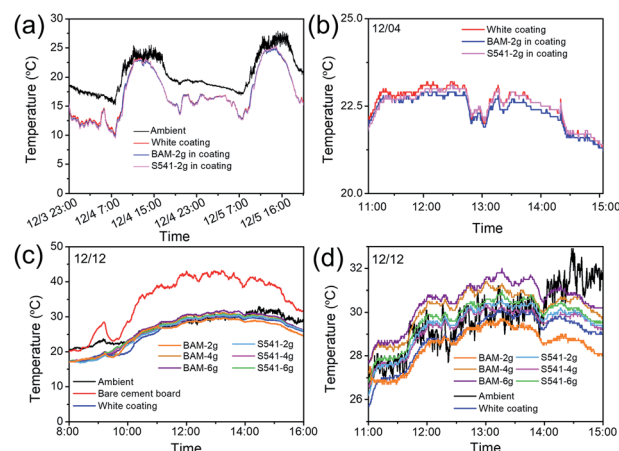 (a)
30
25
20
15
10
5
0
Temperature (°C)
Ambient
White coating
BAM-2g in coating
S541-2g in coating
12/3 23:00
12/4 7:00
12/4 15:00
12/4 23:00
12/5 7:00
12/5 16:00
Time
(b)
12/04
25.0
22.5
20.0
Temperature (°C)
White coating
BAM-2g in coating
S541-2g in coating
11:00
12:00
13:00
14:00
15:00
Time
(c)
12/12
50
40
30
20
10
0
Temperature (°C)
BAM-2g
S541-2g
BAM-4g
S541-4g
BAM-6g
S541-6g
Ambient
Bare cement board
White coating
8:00
10:00
12:00
14:00
16:00
Time
(d)
12/12
32
30
28
26
Temperature (°C)
BAM-2g
S541-2g
BAM-4g
S541-4g
BAM-6g
S541-6g
Ambient
White coating
11:00
12:00
13:00
14:00
15:00
Time